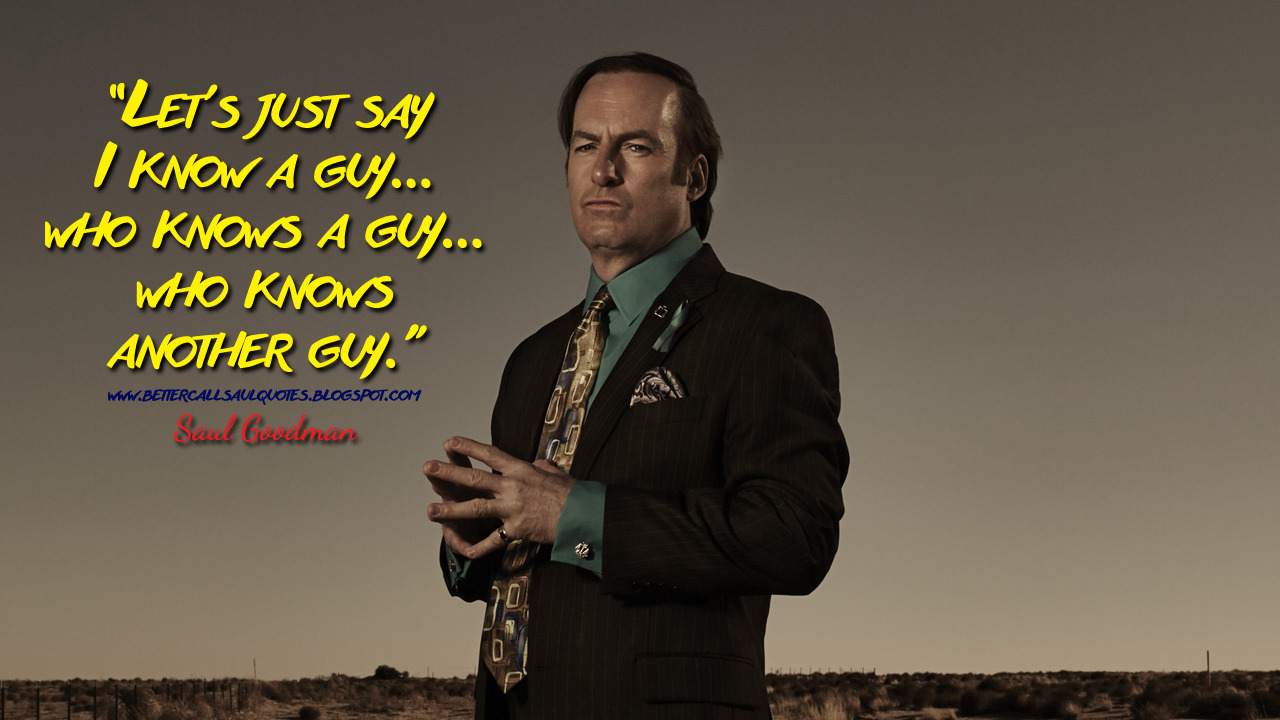 “Let's just say
I know a guy...
who knows a guy...
who knows
another guy.”
www.bettercallsaulquotes.blogspot.com
Saul Goodman